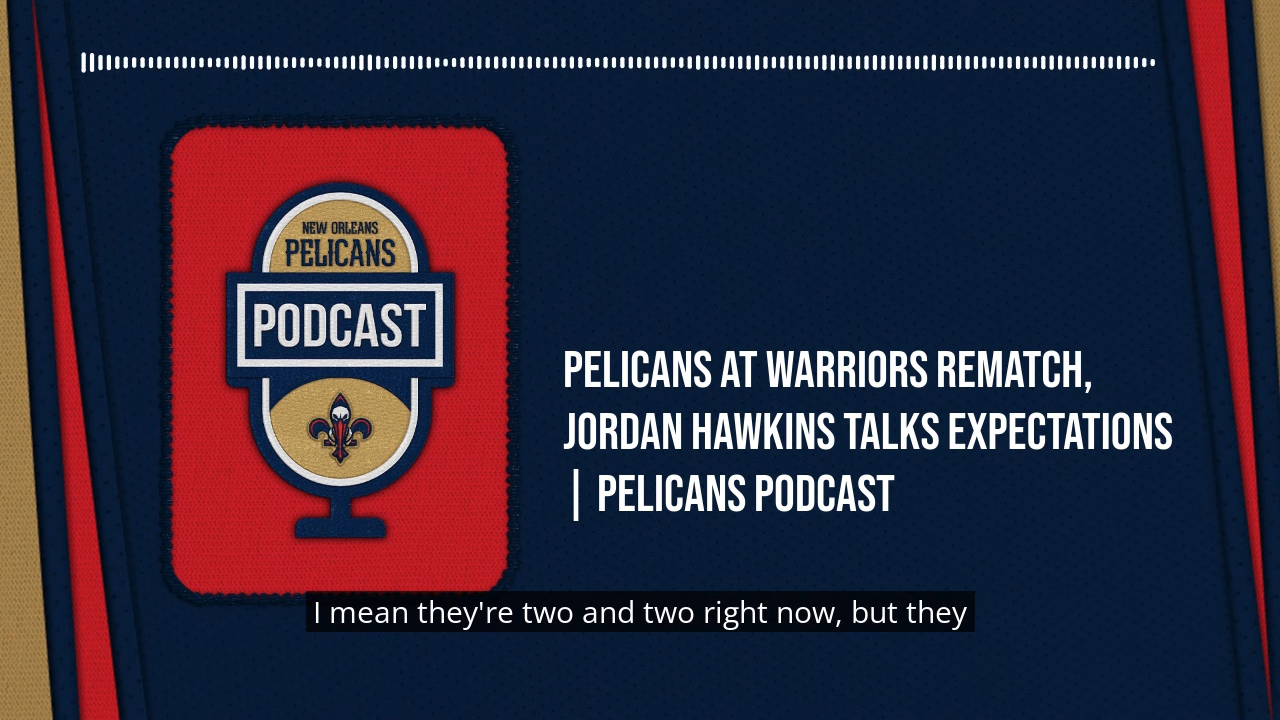 NEW ORLEANS
PELICANS
PODCAST
PELICANS AT WARRIORS REMATCH,
JORDAN HAWKINS TALKS EXPECTATIONS
| PELICANS PODCAST
I mean they're two and two right now, but they